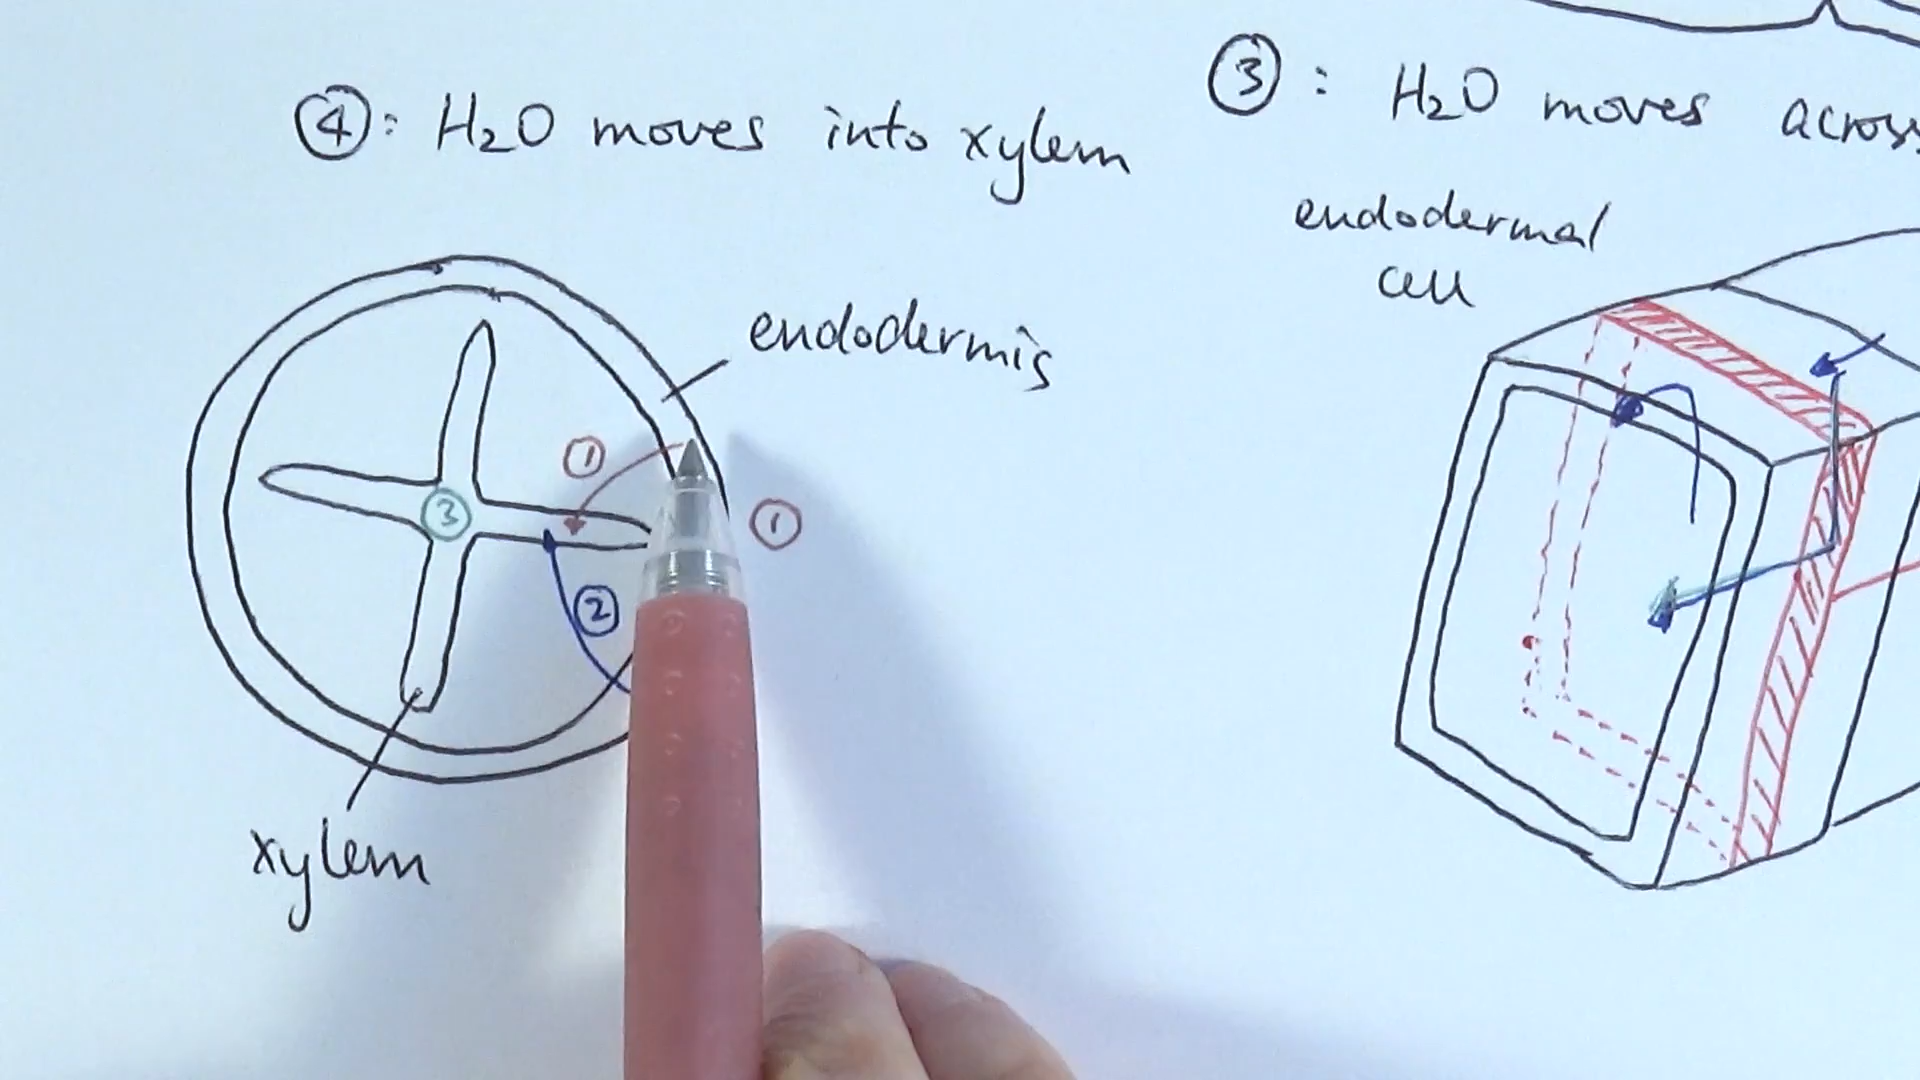 ④: H₂O moves into xylem
endodermis
①
③
①
②
xylem
③: H₂O moves across
endodermal
cell